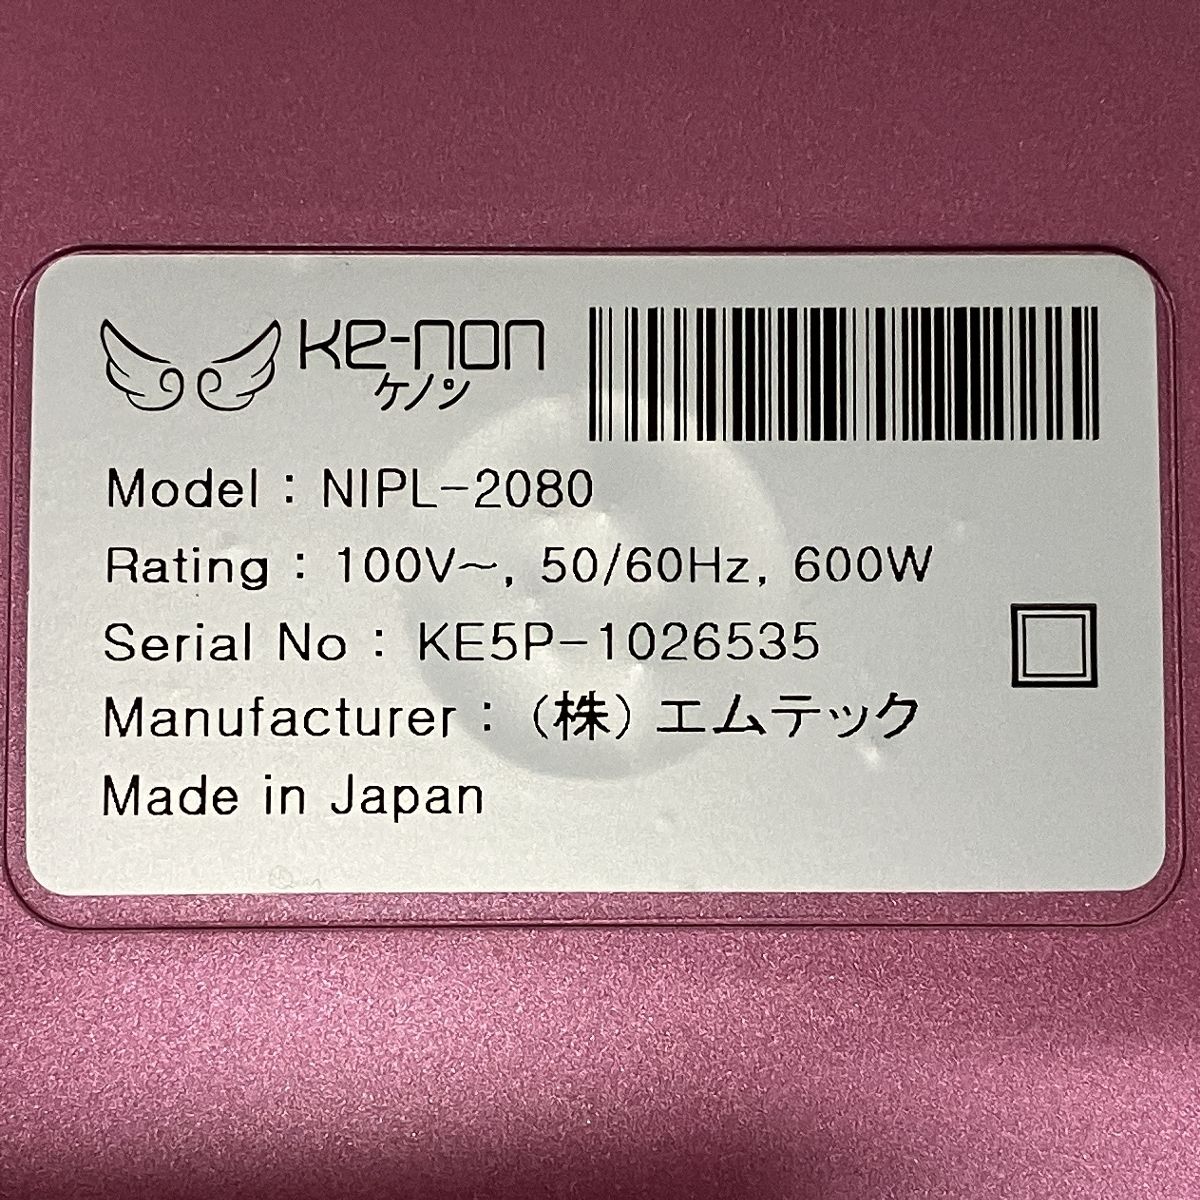 Ke-non
ケノン
Model : NIPL-2080
Rating : 100V~, 50/60Hz, 600W
Serial No : KE5P-1026535
Manufacturer : (株) エムテック
Made in Japan